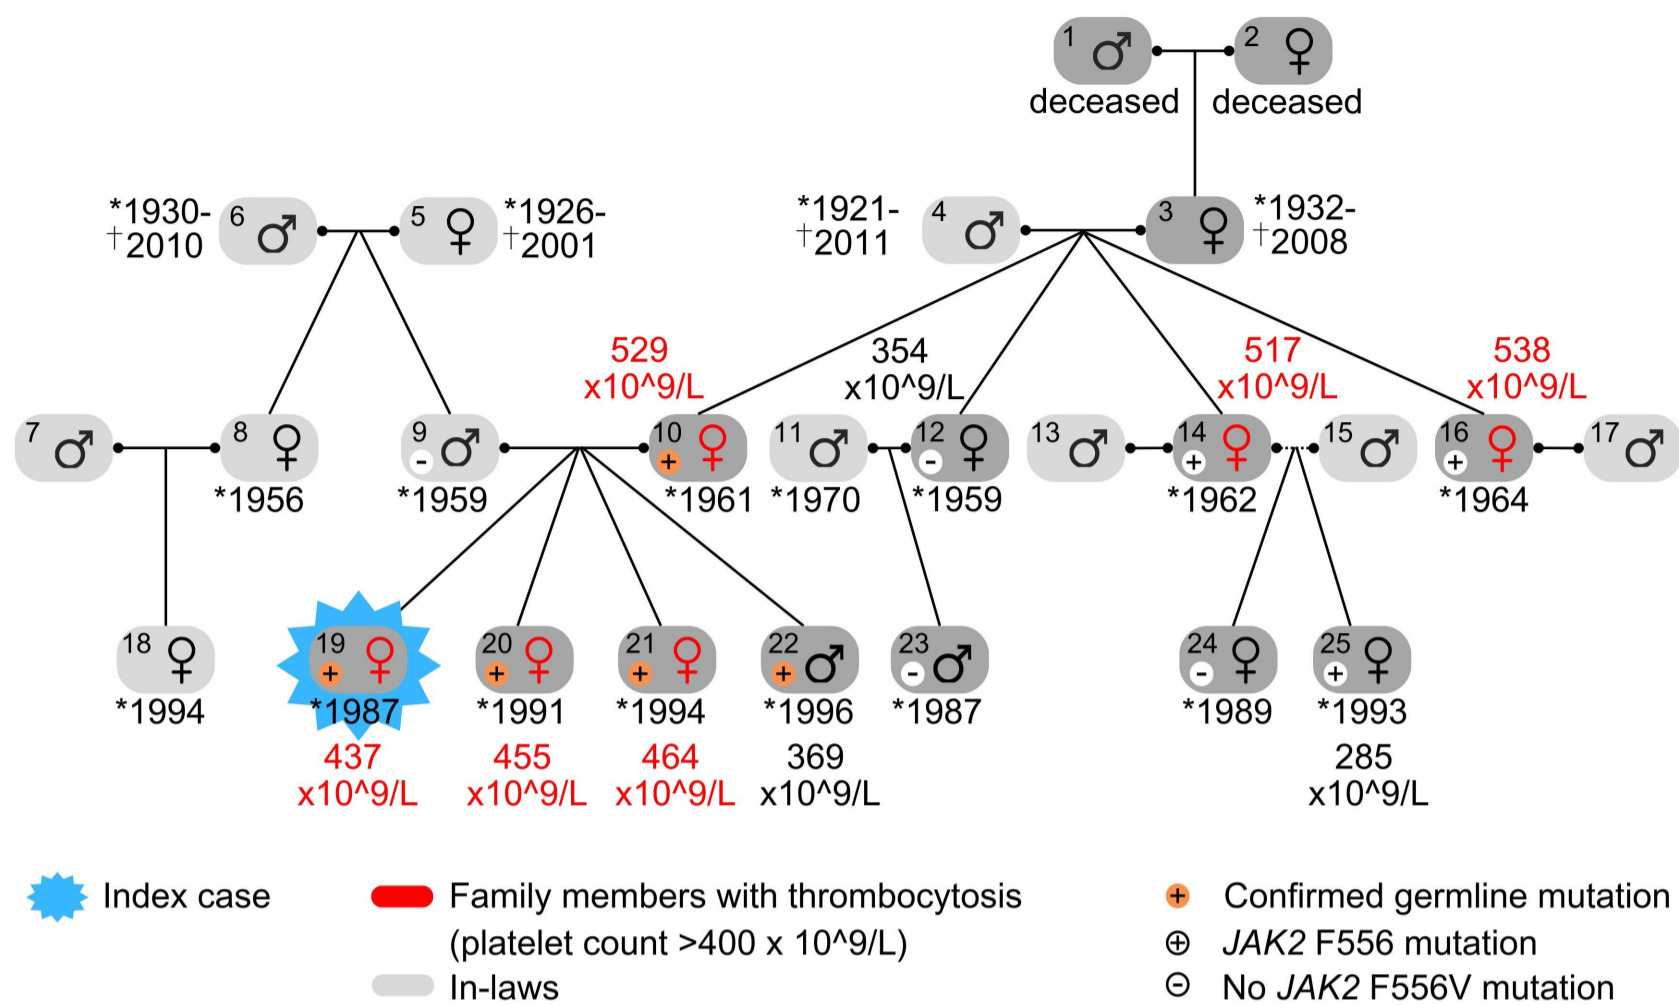 1 2
deceased deceased
*1930-
†2010
6 5
*1926-
†2001
*1921-
†2011
4 3
*1932-
†2008
529
x10^9/L
354
x10^9/L
517
x10^9/L
538
x10^9/L
7 8 9 10 11 12 13 14 15 16 17
- + - + +
*1956 *1959 *1961 *1970 *1959 *1962 *1964
18 19 20 21 22 23 24 25
+ + + + - - +
*1994 *1987 *1991 *1994 *1996 *1987 *1989 *1993
437
x10^9/L
455
x10^9/L
464
x10^9/L
369
x10^9/L
285
x10^9/L
Index case
Family members with thrombocytosis
(platelet count >400 x 10^9/L)
In-laws
+ Confirmed germline mutation
+ JAK2 F556 mutation
- No JAK2 F556V mutation